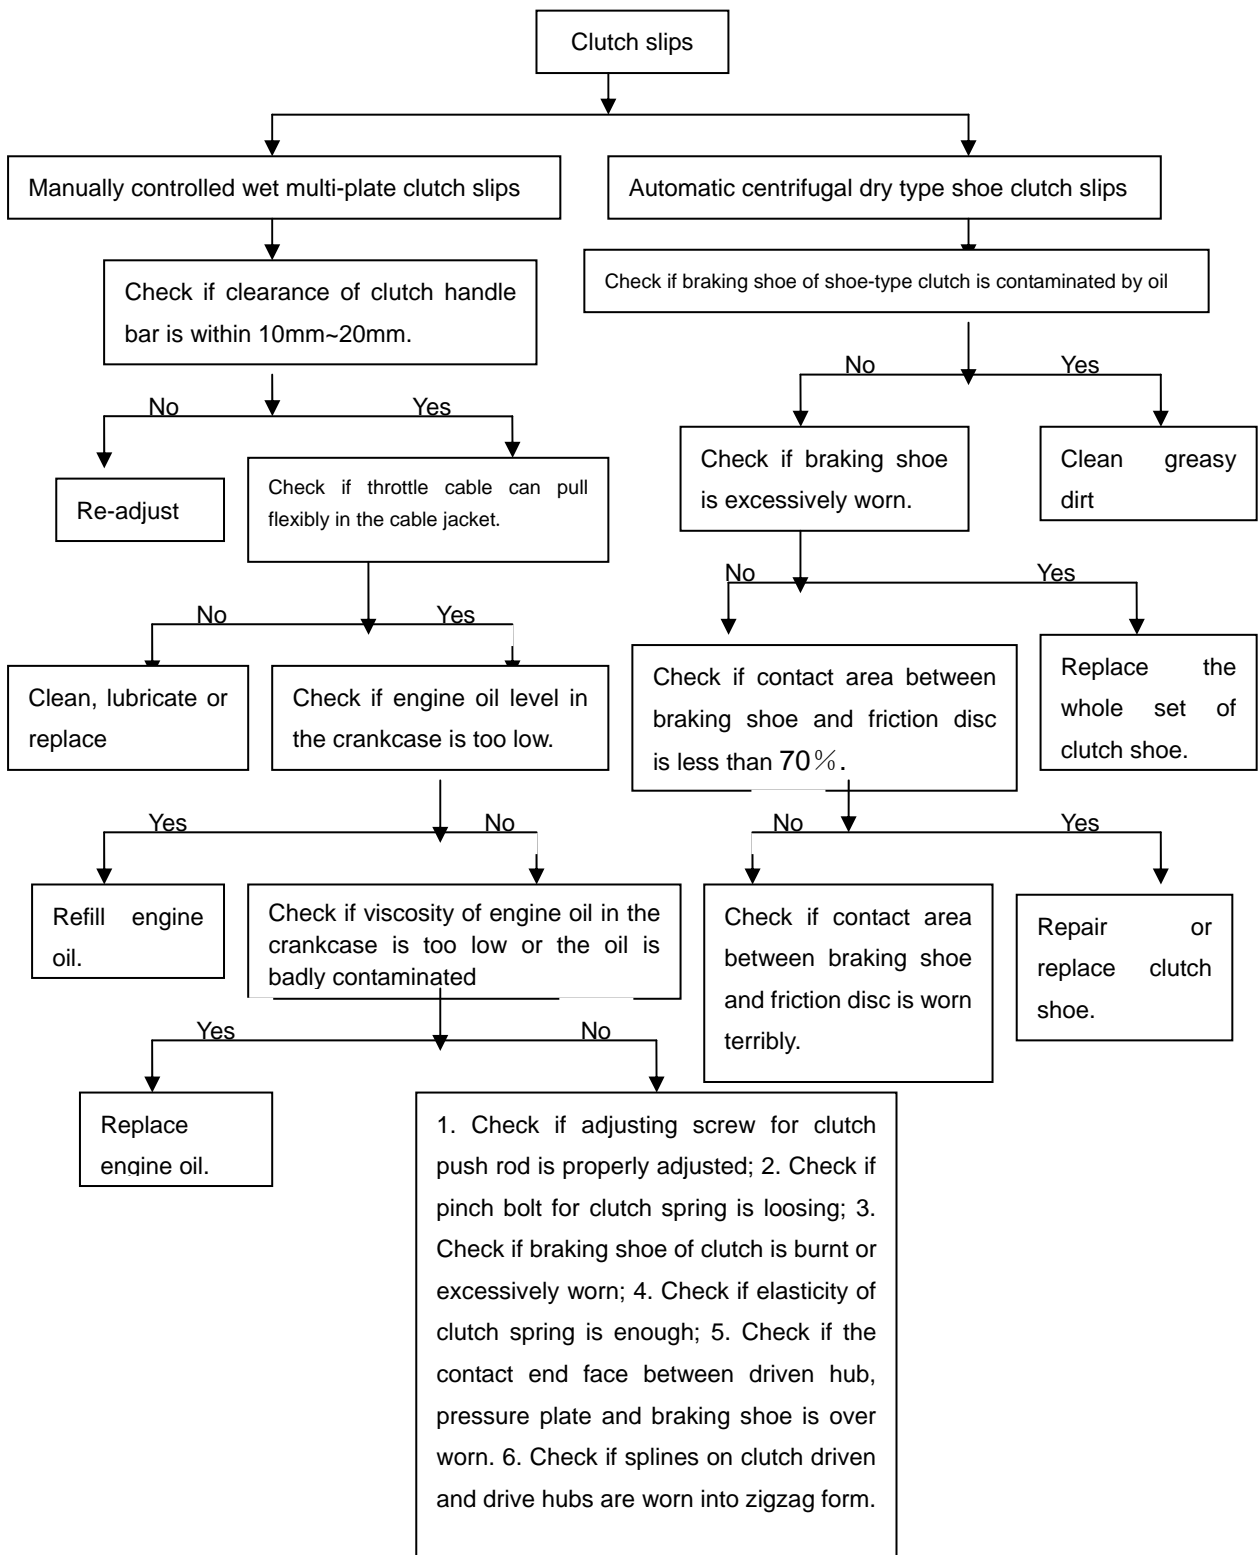 Clutch slips
Manually controlled wet multi-plate clutch slips
Automatic centrifugal dry type shoe clutch slips
Check if clearance of clutch handle
bar is within 10mm~20mm.
Check if braking shoe of shoe-type clutch is contaminated by oil
No
Yes
No
Yes
Re-adjust
Check if throttle cable can pull
flexibly in the cable jacket.
Check if braking shoe
is excessively worn.
Clean greasy
dirt
No
Yes
No
Yes
Clean, lubricate or
replace
Check if engine oil level in
the crankcase is too low.
Check if contact area between
braking shoe and friction disc
is less than 70%.
Replace the
whole set of
clutch shoe.
Yes
No
No
Yes
Refill engine
oil.
Check if viscosity of engine oil in the
crankcase is too low or the oil is
badly contaminated
Check if contact area
between braking shoe
and friction disc is worn
terribly.
Repair or
replace clutch
shoe.
Yes
No
Replace
engine oil.
1. Check if adjusting screw for clutch
push rod is properly adjusted; 2. Check if
pinch bolt for clutch spring is loosing; 3.
Check if braking shoe of clutch is burnt or
excessively worn; 4. Check if elasticity of
clutch spring is enough; 5. Check if the
contact end face between driven hub,
pressure plate and braking shoe is over
worn. 6. Check if splines on clutch driven
and drive hubs are worn into zigzag form.